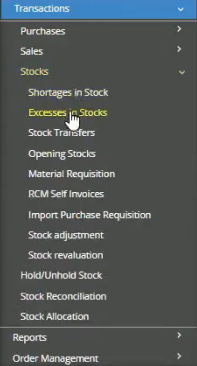 Transactions
Purchases
Sales
Stocks
Shortages in Stock
Excesses in Stocks
Stock Transfers
Opening Stocks
Material Requisition
RCM Self Invoices
Import Purchase Requisition
Stock adjustment
Stock revaluation
Hold/Unhold Stock
Stock Reconciliation
Stock Allocation
Reports
Order Management